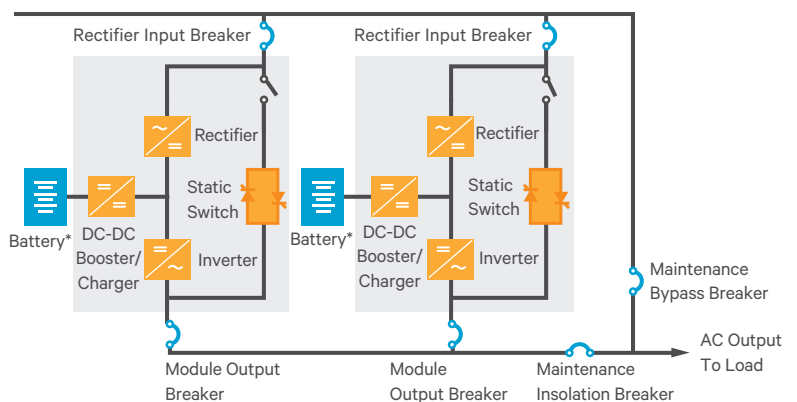 Rectifier Input Breaker
Rectifier Input Breaker
Rectifier
Rectifier
Static
Switch
Static
Switch
Battery*
DC-DC
Booster/
Charger
Inverter
Battery*
DC-DC
Booster/
Charger
Inverter
Maintenance
Bypass Breaker
AC Output
To Load
Module Output
Breaker
Module
Output Breaker
Maintenance
Insolation Breaker